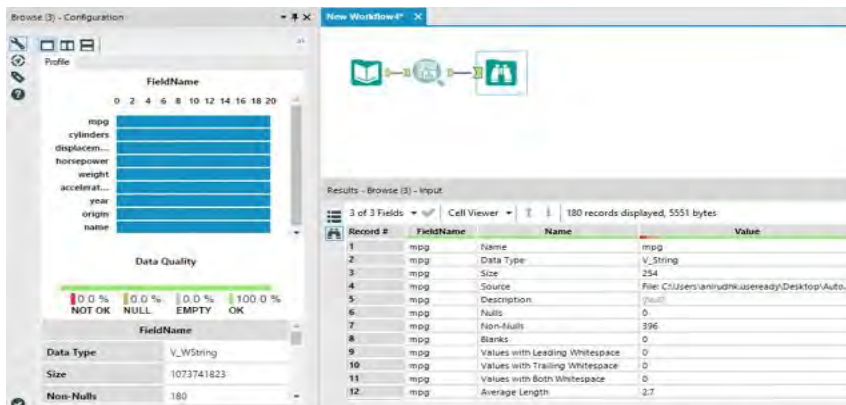 Browse (3) - Configuration
Profile
FieldName
0 2 4 6 8 10 12 14 16 18 20
mpg
cylinders
displacem...
horsepower
weight
accelerat...
year
origin
name
Data Quality
0.0 % 0.0 % 0.0 % 100.0 %
NOT OK NULL EMPTY OK
FieldName
Data Type V_WString
Size 1073741823
Non-Nulls 180
New Workflow4*
Results - Browse (3) - Input
3 of 3 Fields Cell Viewer 180 records displayed, 5551 bytes
Record # FieldName Name Value
1 mpg Name mpg
2 mpg Data Type V_String
3 mpg Size 254
4 mpg Source File: C:\Users\anirudhk.useready\Desktop\Auto.
5 mpg Description [Null]
6 mpg Nulls 0
7 mpg Non-Nulls 396
8 mpg Blanks 0
9 mpg Values with Leading Whitespace 0
10 mpg Values with Trailing Whitespace 0
11 mpg Values with Both Whitespace 0
12 mpg Average Length 2.7